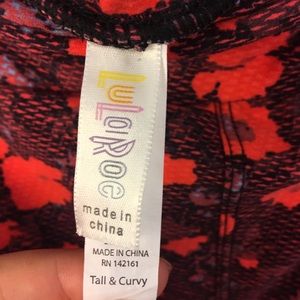 LuLaRoe
made in
china
MADE IN CHINA
RN 142161
Tall & Curvy